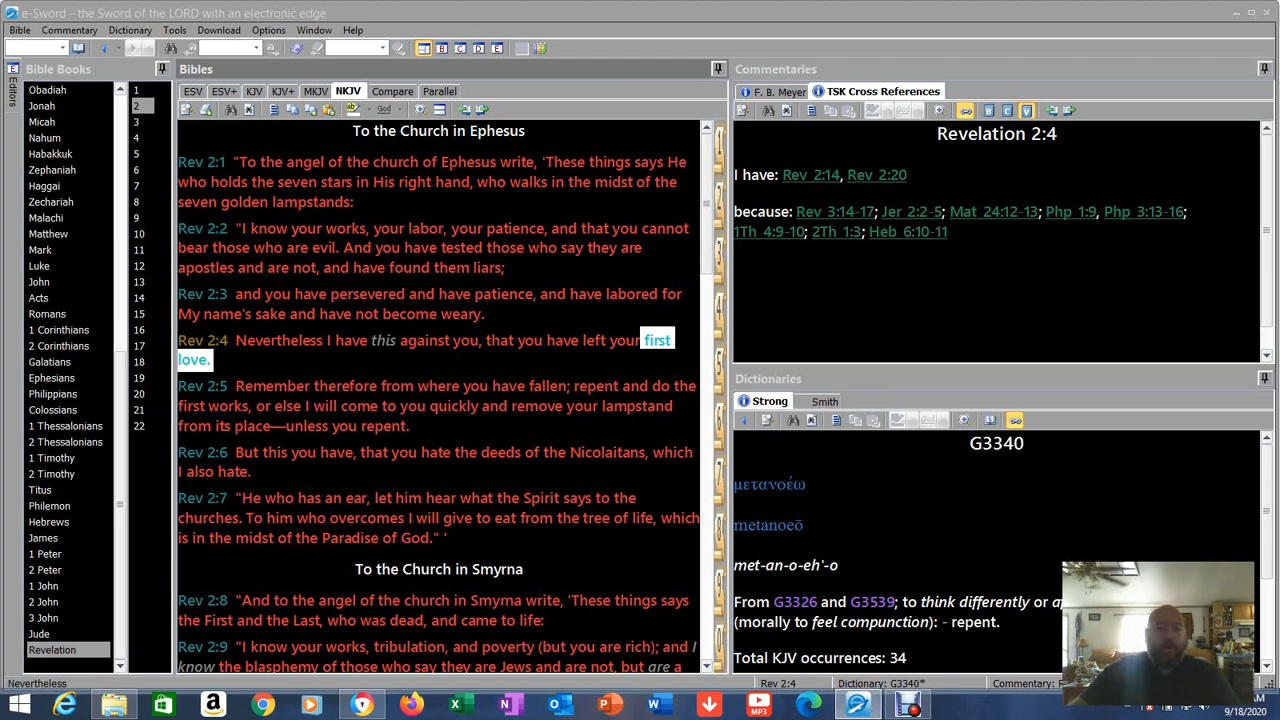 e-Sword - the Sword of the LORD with an electronic edge
Bible Commentary Dictionary Tools Download Options Window Help
Bible Books
Editors
Obadiah
Jonah
Micah
Nahum
Habakkuk
Zephaniah
Haggai
Zechariah
Malachi
Matthew
Mark
Luke
John
Acts
Romans
1 Corinthians
2 Corinthians
Galatians
Ephesians
Philippians
Colossians
1 Thessalonians
2 Thessalonians
1 Timothy
2 Timothy
Titus
Philemon
Hebrews
James
1 Peter
2 Peter
1 John
2 John
3 John
Jude
Revelation
1
2
3
4
5
6
7
8
9
10
11
12
13
14
15
16
17
18
19
20
21
22
Bibles
ESV ESV+ KJV KJV+ MKJV NKJV Compare Parallel
To the Church in Ephesus
Rev 2:1 "To the angel of the church of Ephesus write, 'These things says He
who holds the seven stars in His right hand, who walks in the midst of the
seven golden lampstands:
Rev 2:2 "I know your works, your labor, your patience, and that you cannot
bear those who are evil. And you have tested those who say they are
apostles and are not, and have found them liars;
Rev 2:3 and you have persevered and have patience, and have labored for
My name's sake and have not become weary.
Rev 2:4 Nevertheless I have this against you, that you have left your first
love.
Rev 2:5 Remember therefore from where you have fallen; repent and do the
first works, or else I will come to you quickly and remove your lampstand
from its place—unless you repent.
Rev 2:6 But this you have, that you hate the deeds of the Nicolaitans, which
I also hate.
Rev 2:7 "He who has an ear, let him hear what the Spirit says to the
churches. To him who overcomes I will give to eat from the tree of life, which
is in the midst of the Paradise of God." '
To the Church in Smyrna
Rev 2:8 "And to the angel of the church in Smyrna write, 'These things says
the First and the Last, who was dead, and came to life:
Rev 2:9 "I know your works, tribulation, and poverty (but you are rich); and I
know the blasphemy of those who say they are Jews and are not, but are a
Commentaries
F. B. Meyer TSK Cross References
Revelation 2:4
I have: Rev 2:14, Rev 2:20
because: Rev 3:14-17; Jer 2:2-5; Mat 24:12-13; Php 1:9, Php 3:13-16;
1Th 4:9-10; 2Th 1:3; Heb 6:10-11
Dictionaries
Strong Smith
G3340
μετανοέω
metanoeō
met-an-o-eh'-o
From G3326 and G3539; to think differently or
(morally to feel compunction): - repent.
Total KJV occurrences: 34
Nevertheless
Rev 2:4
Dictionary: G3340*
Commentary:
9/18/2020